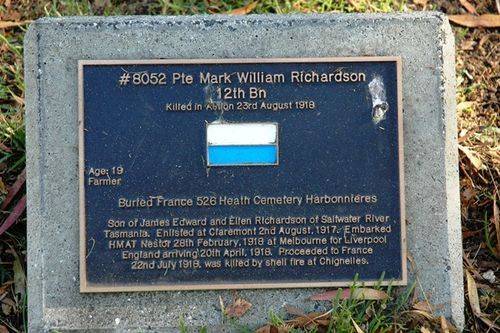 #8052 Pte Mark William Richardson
12th Bn
Killed in Action 23rd August 1918
Age: 19
Farmer
Buried France 526 Heath Cemetery Harbonnieres
Son of James Edward and Ellen Richardson of Saltwater River
Tasmania. Enlisted at Claremont 2nd August, 1917. Embarked
HMAT Nestor 28th February, 1918 at Melbourne for Liverpool
England arriving 20th April, 1918. Proceeded to France
22nd July 1918, was killed by shell fire at Chignelles.